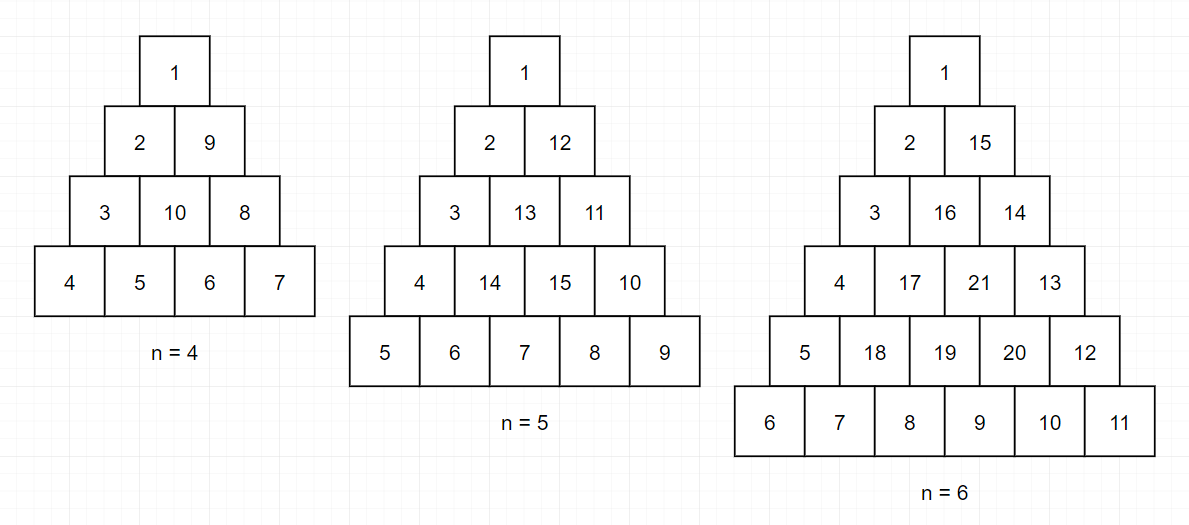 1
2 9
3 10 8
4 5 6 7
n = 4
1
2 12
3 13 11
4 14 15 10
5 6 7 8 9
n = 5
1
2 15
3 16 14
4 17 21 13
5 18 19 20 12
6 7 8 9 10 11
n = 6